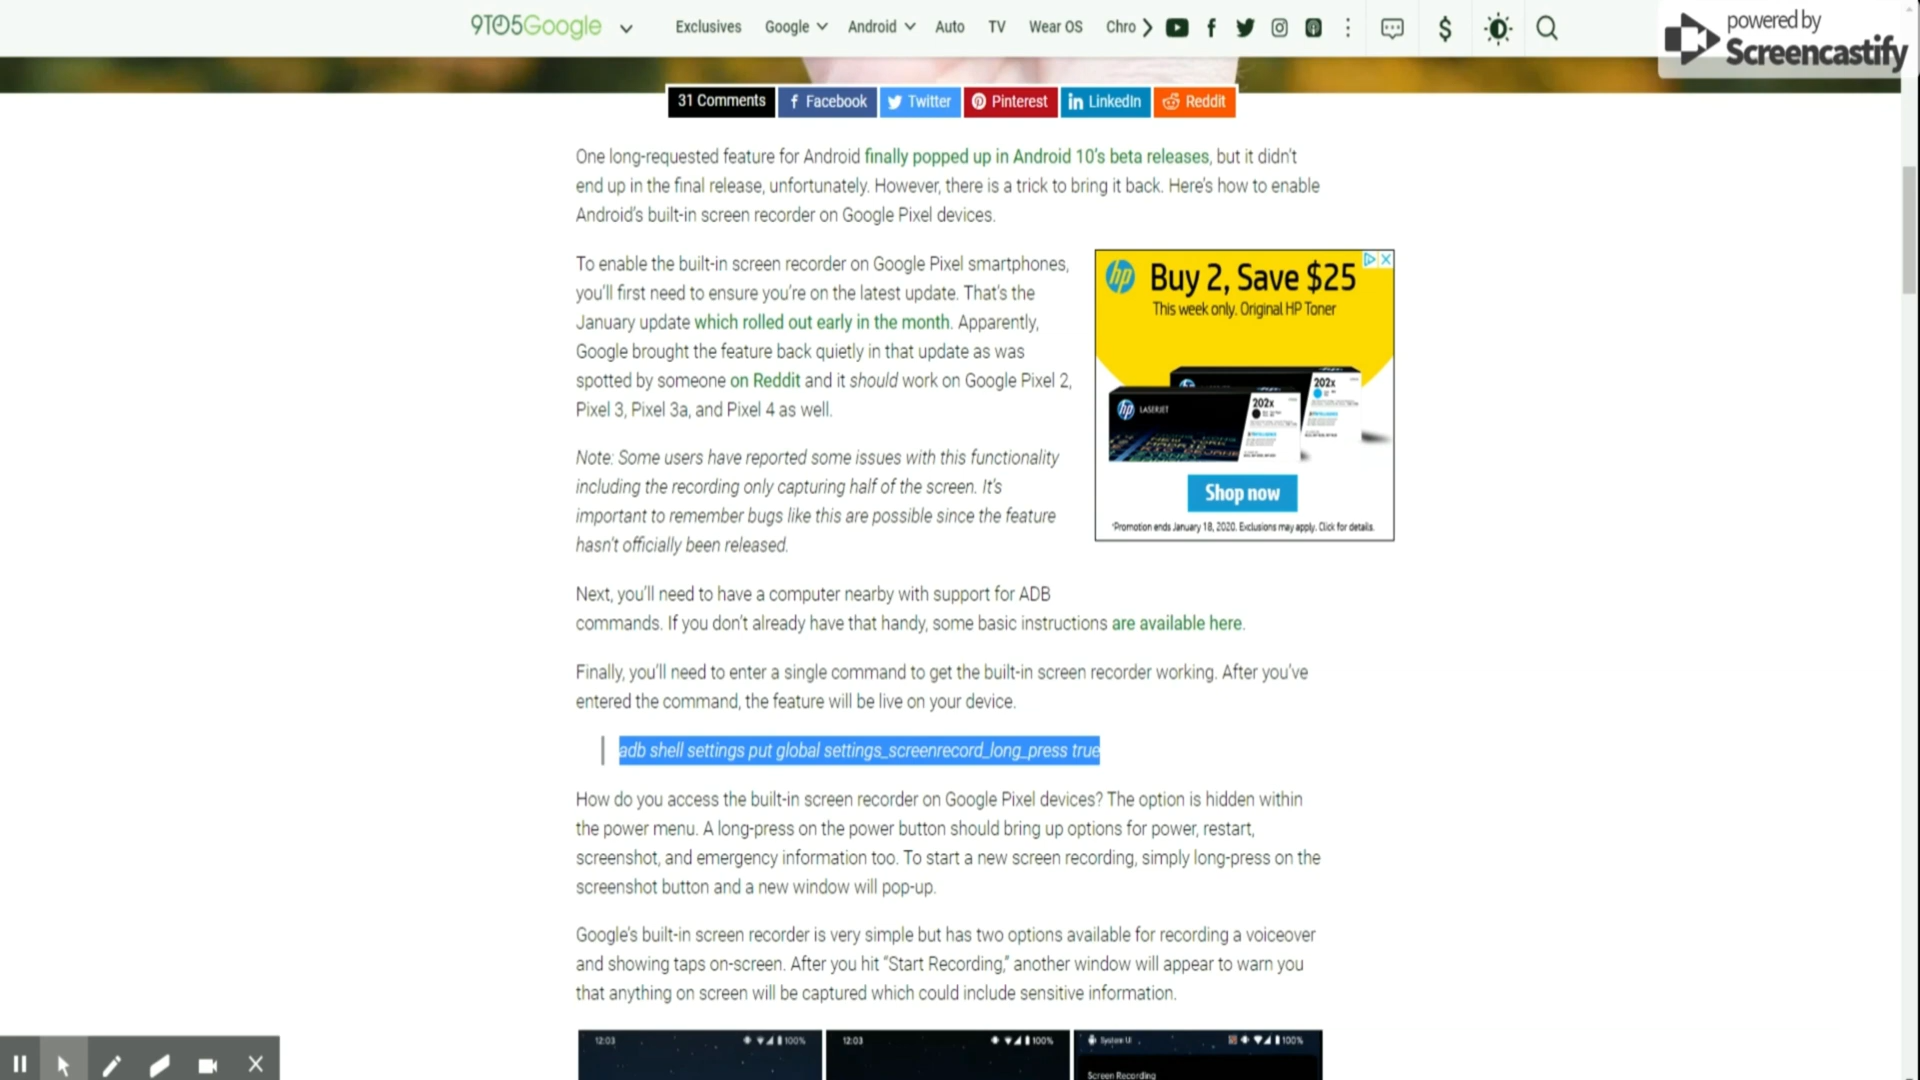 9TO5Google
Exclusives Google Android Auto TV Wear OS Chro
powered by
Screencastify
31 Comments Facebook Twitter Pinterest LinkedIn Reddit
One long-requested feature for Android finally popped up in Android 10's beta releases, but it didn't
end up in the final release, unfortunately. However, there is a trick to bring it back. Here's how to enable
Android's built-in screen recorder on Google Pixel devices.
To enable the built-in screen recorder on Google Pixel smartphones,
you'll first need to ensure you're on the latest update. That's the
January update which rolled out early in the month. Apparently,
Google brought the feature back quietly in that update as was
spotted by someone on Reddit and it should work on Google Pixel 2,
Pixel 3, Pixel 3a, and Pixel 4 as well.
Note: Some users have reported some issues with this functionality
including the recording only capturing half of the screen. It's
important to remember bugs like this are possible since the feature
hasn't officially been released.
hp Buy 2, Save $25
This week only. Original HP Toner
202x
hp LASERJET 202x
Shop now
*Promotion ends January 18, 2020. Exclusions may apply. Click for details.
Next, you'll need to have a computer nearby with support for ADB
commands. If you don't already have that handy, some basic instructions are available here.
Finally, you'll need to enter a single command to get the built-in screen recorder working. After you've
entered the command, the feature will be live on your device.
adb shell settings put global settings_screenrecord_long_press true
How do you access the built-in screen recorder on Google Pixel devices? The option is hidden within
the power menu. A long-press on the power button should bring up options for power, restart,
screenshot, and emergency information too. To start a new screen recording, simply long-press on the
screenshot button and a new window will pop-up.
Google's built-in screen recorder is very simple but has two options available for recording a voiceover
and showing taps on-screen. After you hit “Start Recording,” another window will appear to warn you
that anything on screen will be captured which could include sensitive information.
12:03 100% 12:03 100% System UI 100%
Screen Recording